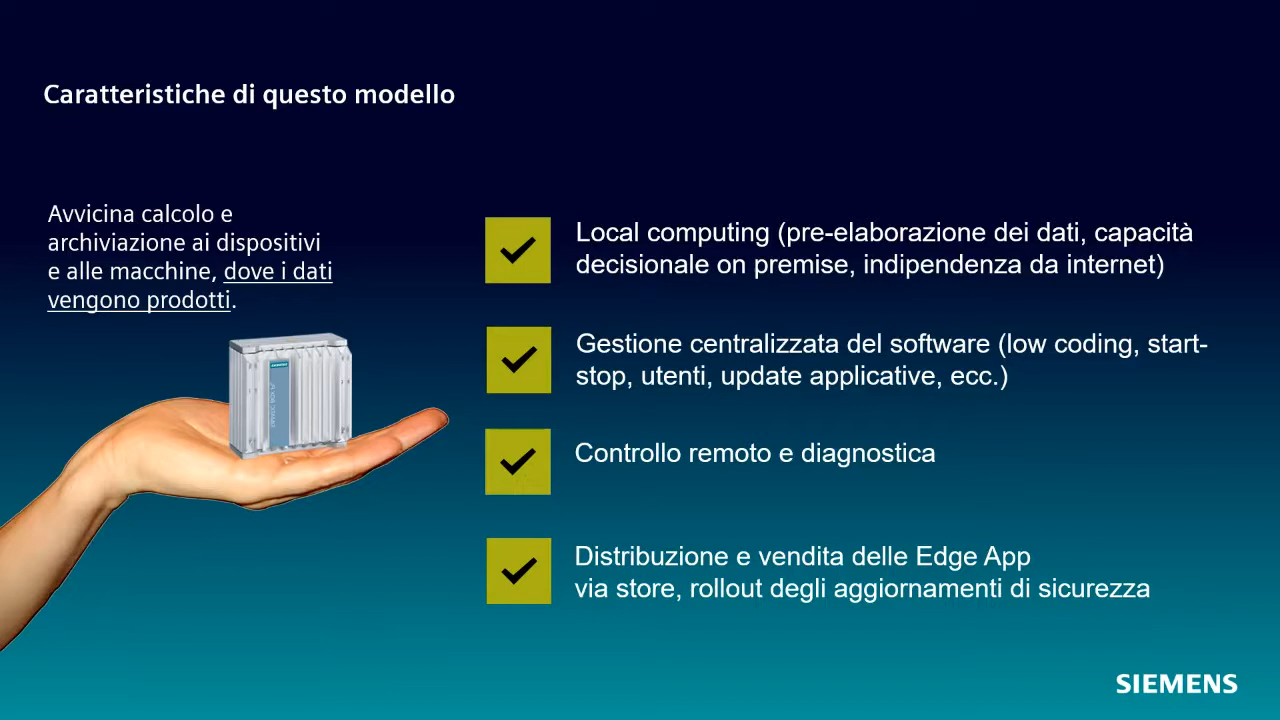 Caratteristiche di questo modello
Avvicina calcolo e
archiviazione ai dispositivi
e alle macchine, dove i dati
vengono prodotti.
Local computing (pre-elaborazione dei dati, capacità
decisionale on premise, indipendenza da internet)
Gestione centralizzata del software (low coding, start-
stop, utenti, update applicative, ecc.)
Controllo remoto e diagnostica
Distribuzione e vendita delle Edge App
via store, rollout degli aggiornamenti di sicurezza
SIEMENS
SIEMENS